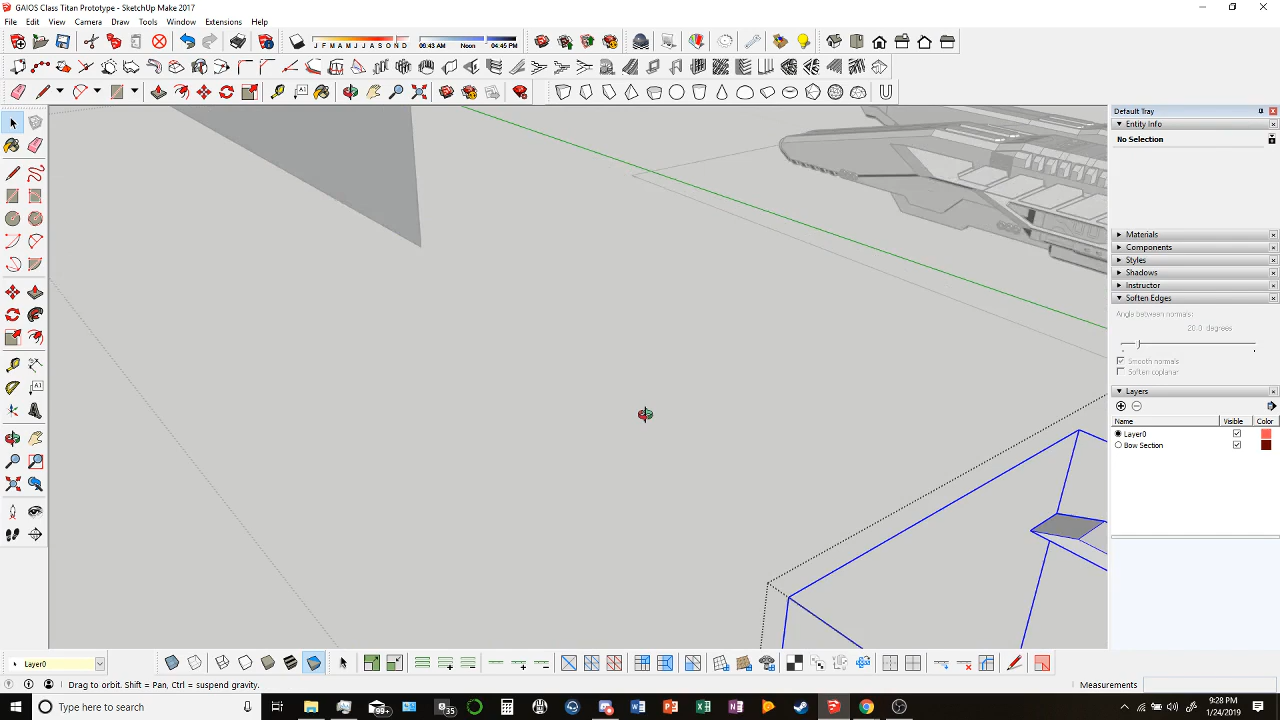 GAIOS Class Titan Prototype - SketchUp Make 2017
File Edit View Camera Draw Tools Window Extensions Help
J F M A M J J A S O N D 06:43 AM Noon 04:45 PM
Default Tray
Entity Info
No Selection
Materials
Components
Styles
Shadows
Instructor
Soften Edges
Angle between normals:
20.0 degrees
Smooth normals
Soften coplanar
Layers
Name Visible Color
Layer0
Bow Section
Layer0
Drag to orbit. Shift = Pan, Ctrl = suspend gravity.
Measurements
Type here to search
99+
35
9:28 PM
1/24/2019